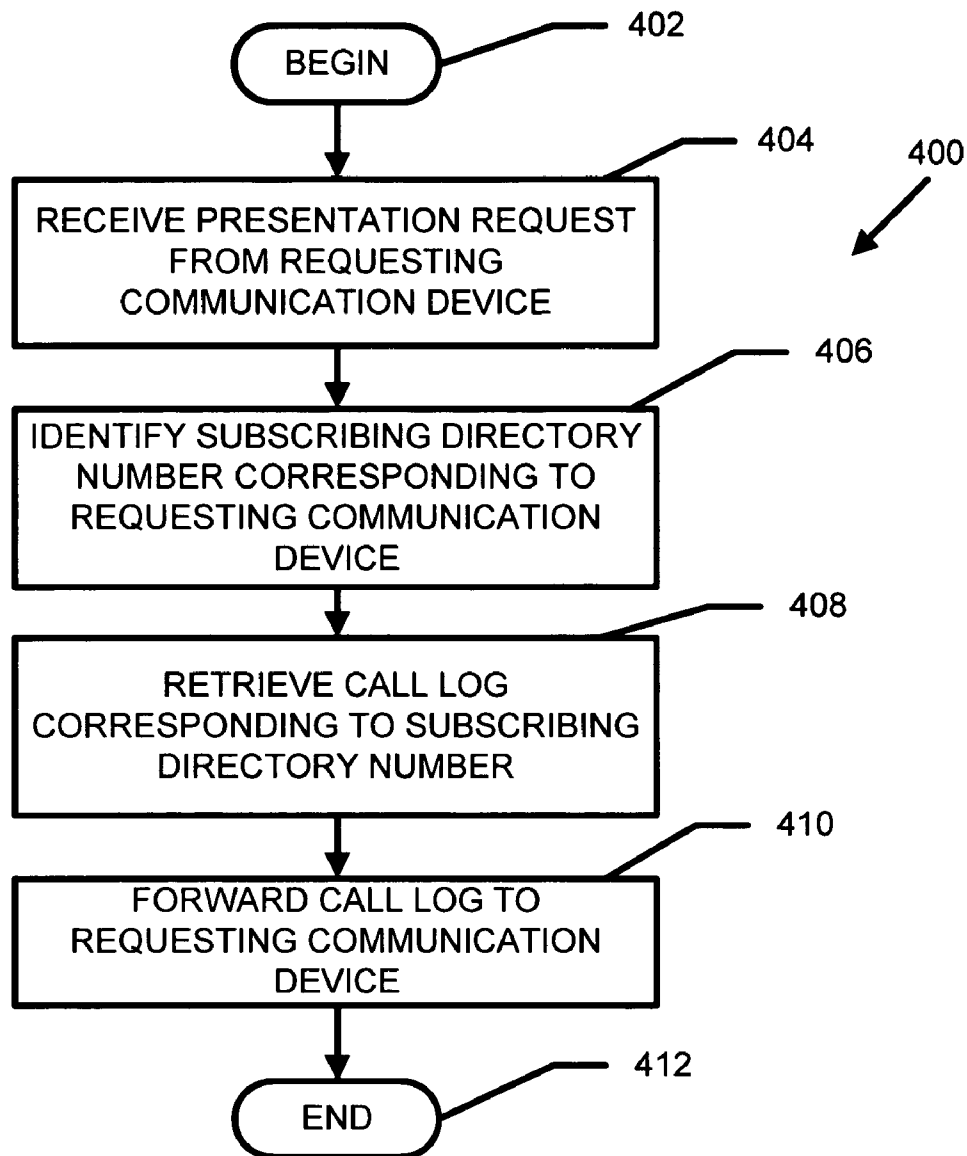 BEGIN
402
404
400
RECEIVE PRESENTATION REQUEST
FROM REQUESTING
COMMUNICATION DEVICE
406
IDENTIFY SUBSCRIBING DIRECTORY
NUMBER CORRESPONDING TO
REQUESTING COMMUNICATION
DEVICE
408
RETRIEVE CALL LOG
CORRESPONDING TO SUBSCRIBING
DIRECTORY NUMBER
410
FORWARD CALL LOG TO
REQUESTING COMMUNICATION
DEVICE
412
END